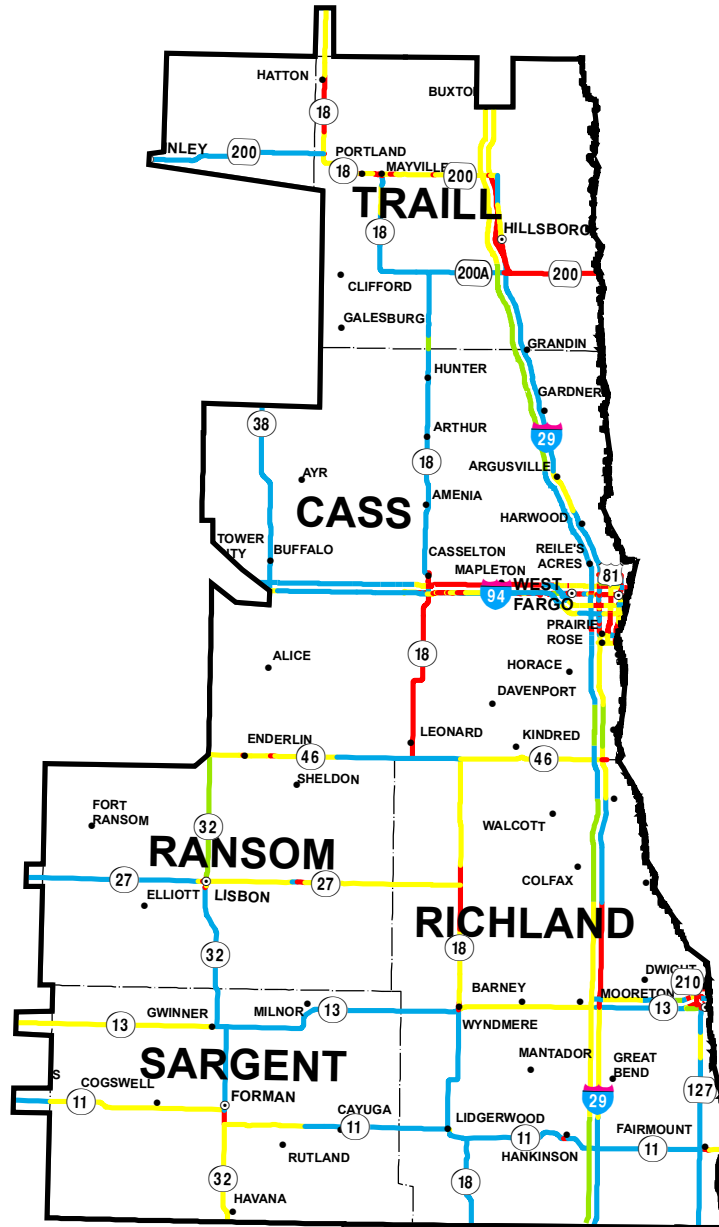 HATTON
18
BUXTO
NLEY
200
PORTLAND
18
MAYVILLE
200
TRAILL
18
HILLSBORO
200A
200
CLIFFORD
GALESBURG
GRANDIN
HUNTER
GARDNER
38
ARTHUR
29
18
ARGUSVILLE
AYR
CASS
AMENIA
HARWOOD
TOWER
ITY
BUFFALO
CASSELTON
MAPLETON
REILE'S
ACRES
81
94
WEST
FARGO
PRAIRIE
ROSE
18
ALICE
HORACE
DAVENPORT
LEONARD
KINDRED
ENDERLIN
46
46
SHELDON
FORT
RANSOM
32
WALCOTT
RANSOM
27
27
COLFAX
ELLIOTT
LISBON
RICHLAND
32
18
DWIGHT
210
BARNEY
MOORETON
13
GWINNER
13
MILNOR
13
WYNDMERE
SARGENT
MANTADOR
GREAT
BEND
S
COGSWELL
11
FORMAN
29
127
CAYUGA
11
LIDGERWOOD
11
HANKINSON
FAIRMOUNT
11
RUTLAND
32
18
HAVANA